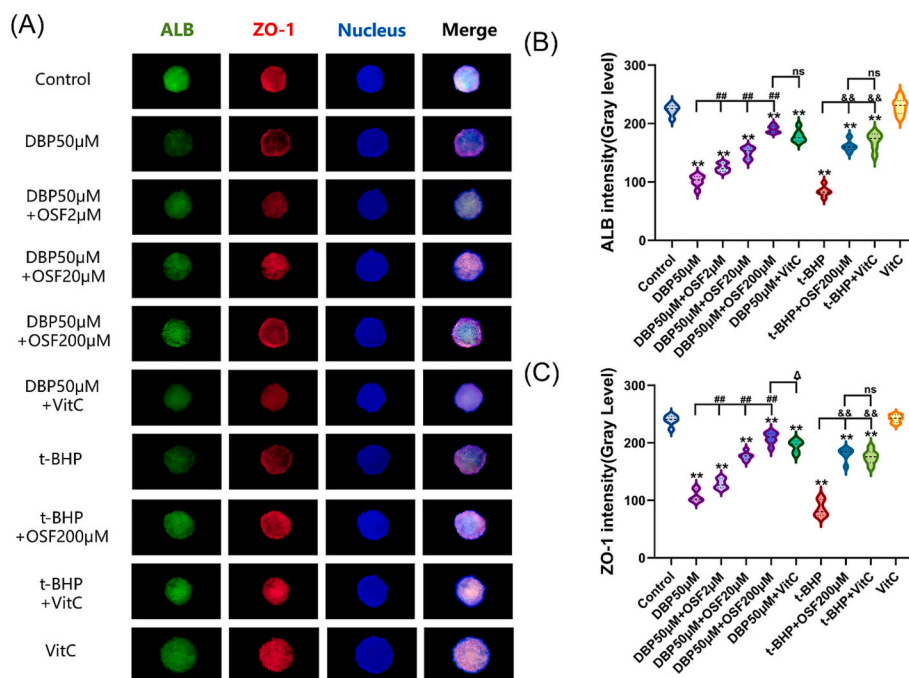 (A)
ALB ZO-1 Nucleus Merge
Control
DBP50μM
DBP50μM
+OSF2μM
DBP50μM
+OSF20μM
DBP50μM
+OSF200μM
DBP50μM
+VitC
t-BHP
t-BHP
+OSF200μM
t-BHP
+VitC
VitC
(B)
ALB intensity(Gray level)
300
200
100
0
## ## ## ns && && ns
** ** ** ** ** ** ** **
Control
DBP50μM
DBP50μM+OSF2μM
DBP50μM+OSF20μM
DBP50μM+OSF200μM
DBP50μM+VitC
t-BHP
t-BHP+OSF200μM
t-BHP+VitC
VitC
(C)
ZO-1 intensity(Gray Level)
300
200
100
0
## ## ## Δ && && ns
** ** ** ** ** ** ** **
Control
DBP50μM
DBP50μM+OSF2μM
DBP50μM+OSF20μM
DBP50μM+OSF200μM
DBP50μM+VitC
t-BHP
t-BHP+OSF200μM
t-BHP+VitC
VitC